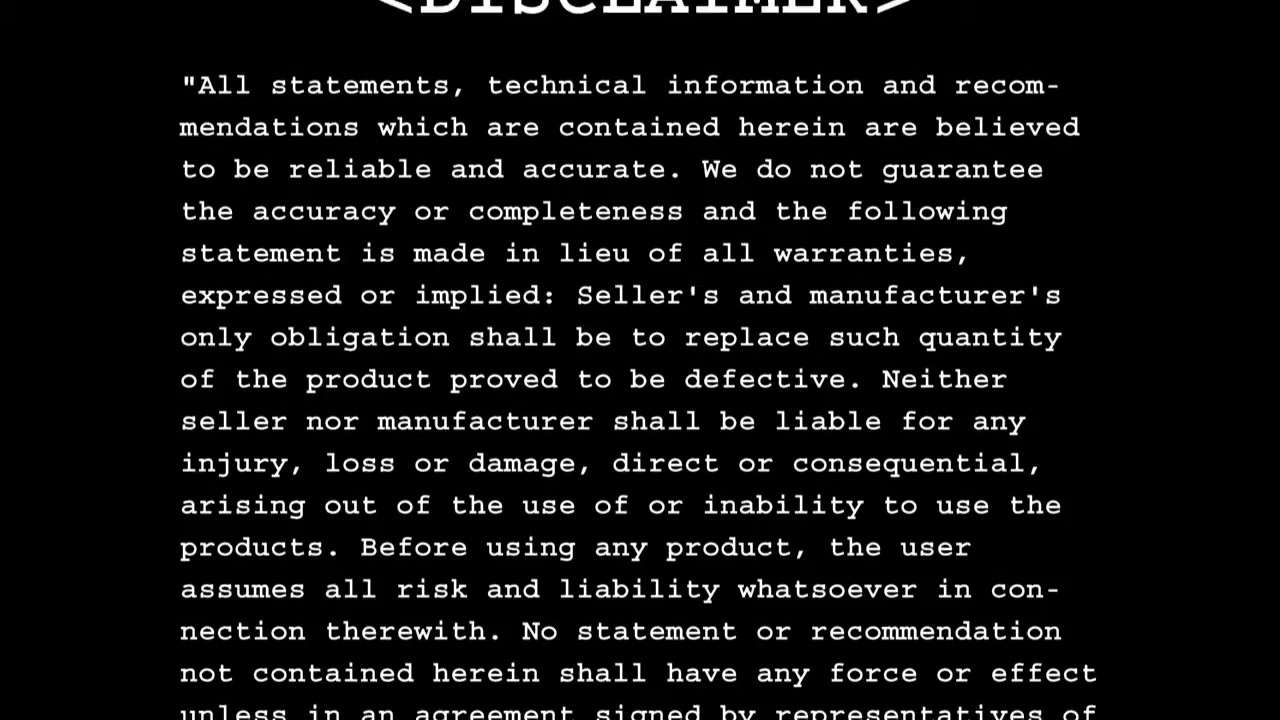 <DISCLAIMER>
"All statements, technical information and recom-
mendations which are contained herein are believed
to be reliable and accurate. We do not guarantee
the accuracy or completeness and the following
statement is made in lieu of all warranties,
expressed or implied: Seller's and manufacturer's
only obligation shall be to replace such quantity
of the product proved to be defective. Neither
seller nor manufacturer shall be liable for any
injury, loss or damage, direct or consequential,
arising out of the use of or inability to use the
products. Before using any product, the user
assumes all risk and liability whatsoever in con-
nection therewith. No statement or recommendation
not contained herein shall have any force or effect
unless in an agreement signed by representatives of